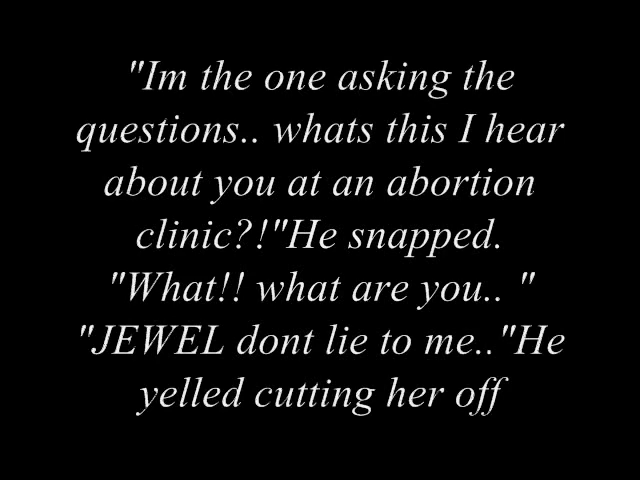 "Im the one asking the
questions.. whats this I hear
about you at an abortion
clinic?!"He snapped.
"What!! what are you.. "
"JEWEL dont lie to me.."He
yelled cutting her off